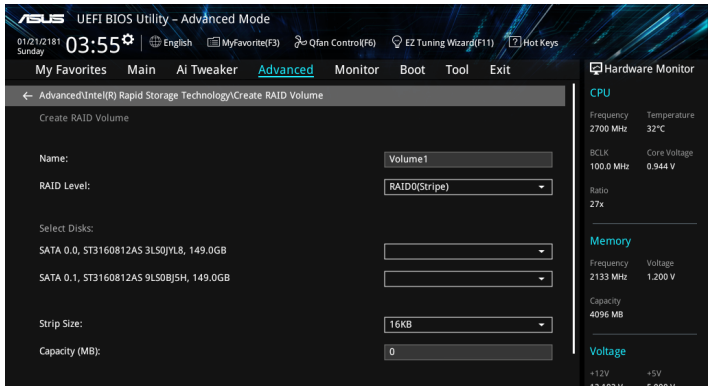 ASUS UEFI BIOS Utility – Advanced Mode
01/21/2181 Sunday 03:55 English MyFavorite(F3) Qfan Control(F6) EZ Tuning Wizard(F11) ? Hot Keys
My Favorites Main Ai Tweaker Advanced Monitor Boot Tool Exit
Hardware Monitor
← Advanced\Intel(R) Rapid Storage Technology\Create RAID Volume
Create RAID Volume
Name: Volume1
RAID Level: RAID0(Stripe)
Select Disks:
SATA 0.0, ST3160812AS 3LS0JYL8, 149.0GB
SATA 0.1, ST3160812AS 9LS0BJ5H, 149.0GB
Strip Size: 16KB
Capacity (MB): 0
CPU
Frequency Temperature
2700 MHz 32°C
BCLK Core Voltage
100.0 MHz 0.944 V
Ratio
27x
Memory
Frequency Voltage
2133 MHz 1.200 V
Capacity
4096 MB
Voltage
+12V +5V